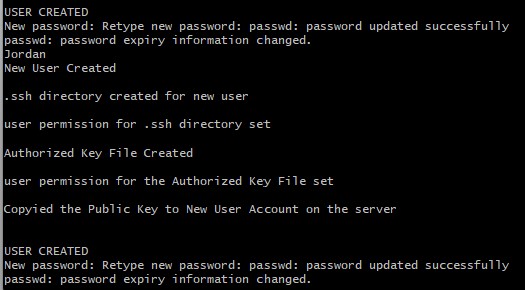 USER CREATED
New password: Retype new password: passwd: password updated successfully
passwd: password expiry information changed.
Jordan
New User Created
.ssh directory created for new user
user permission for .ssh directory set
Authorized Key File Created
user permission for the Authorized Key File set
Copyied the Public Key to New User Account on the server
USER CREATED
New password: Retype new password: passwd: password updated successfully
passwd: password expiry information changed.